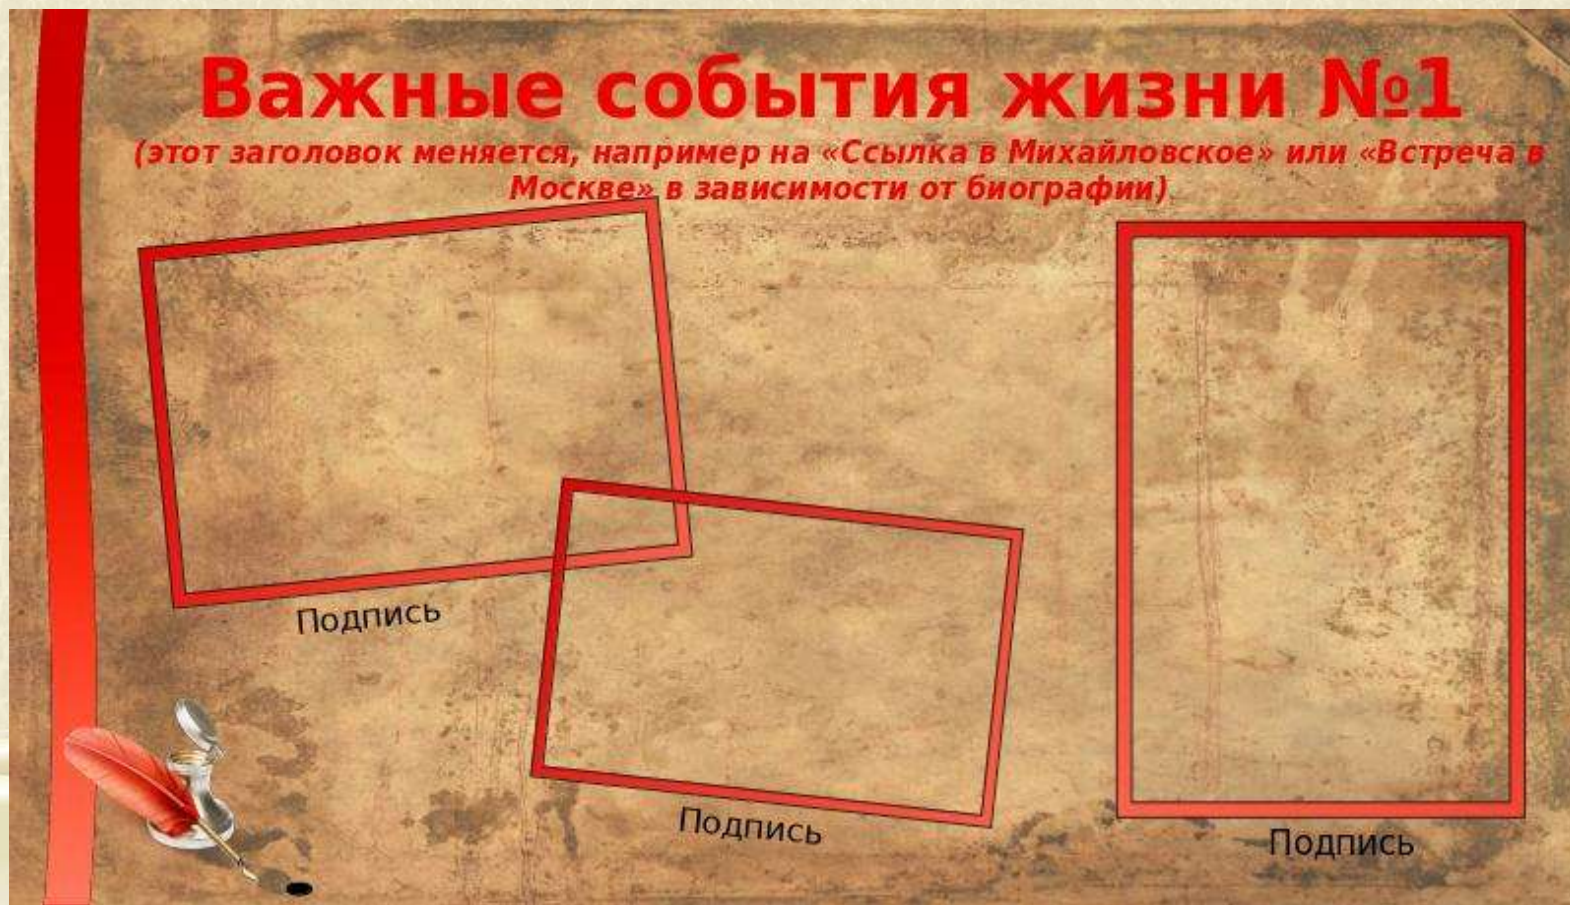 Важные события жизни №1
(этот заголовок меняется, например на «Ссылка в Михайловское» или «Встреча в
Москве» в зависимости от биографии)
Подпись
Подпись
Подпись